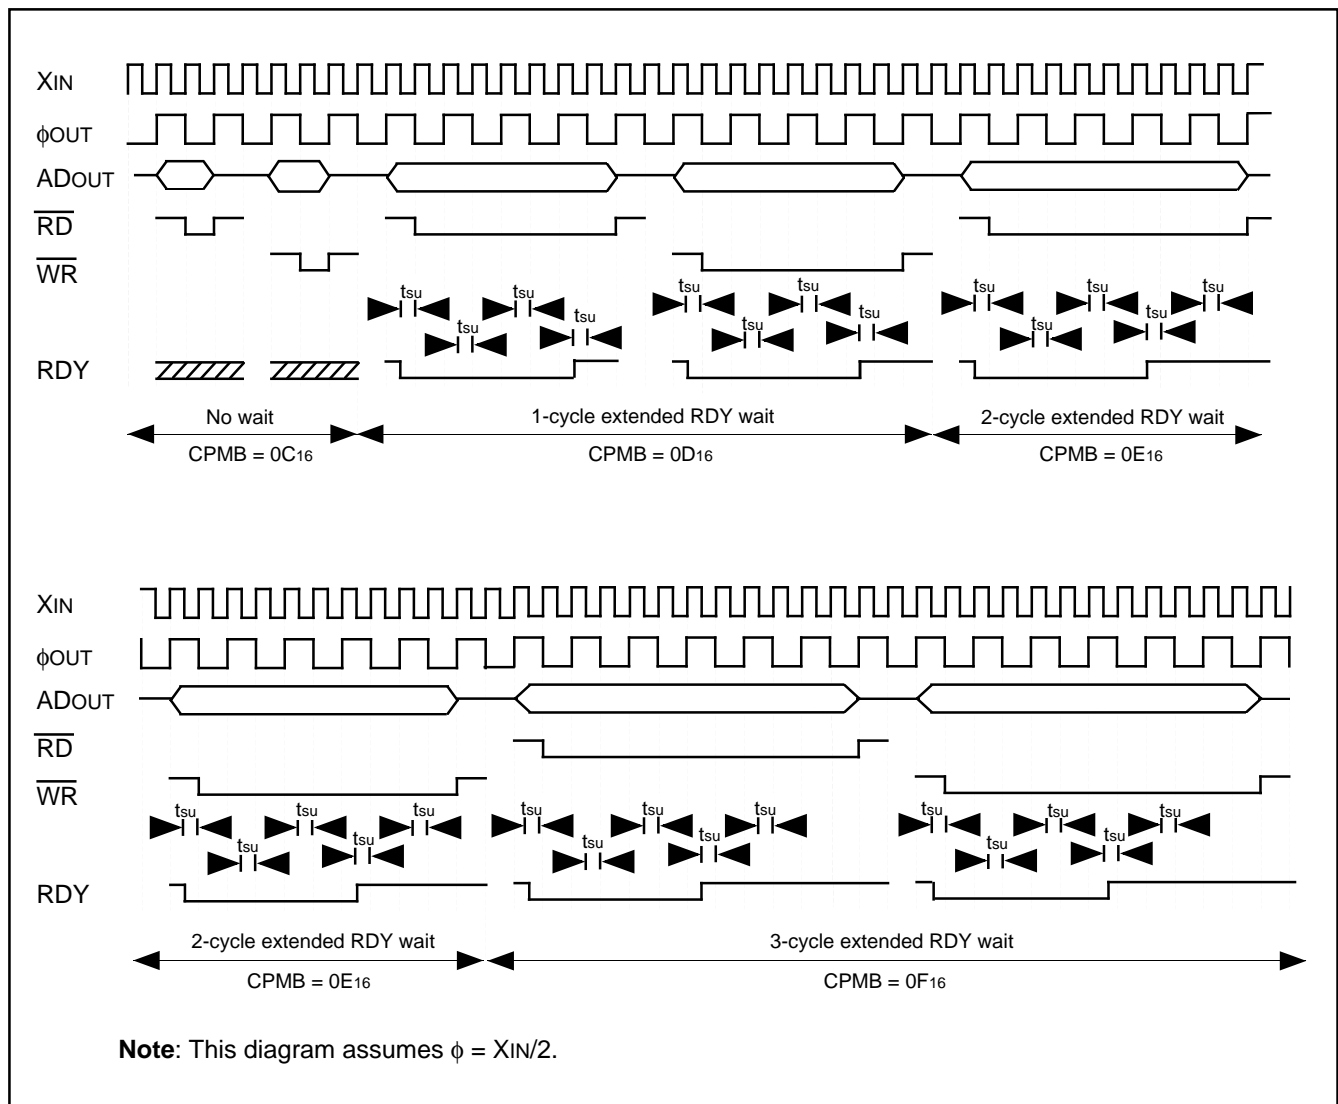 XIN
φOUT
ADOUT
RD
WR
tsu tsu tsu tsu tsu tsu tsu tsu
tsu tsu tsu tsu tsu tsu
RDY
No wait 1-cycle extended RDY wait 2-cycle extended RDY wait
CPMB = 0C16 CPMB = 0D16 CPMB = 0E16
XIN
φOUT
ADOUT
RD
WR
tsu tsu tsu tsu tsu tsu tsu tsu tsu
tsu tsu tsu tsu tsu tsu
RDY
2-cycle extended RDY wait 3-cycle extended RDY wait
CPMB = 0E16 CPMB = 0F16
Note: This diagram assumes φ = XIN/2.